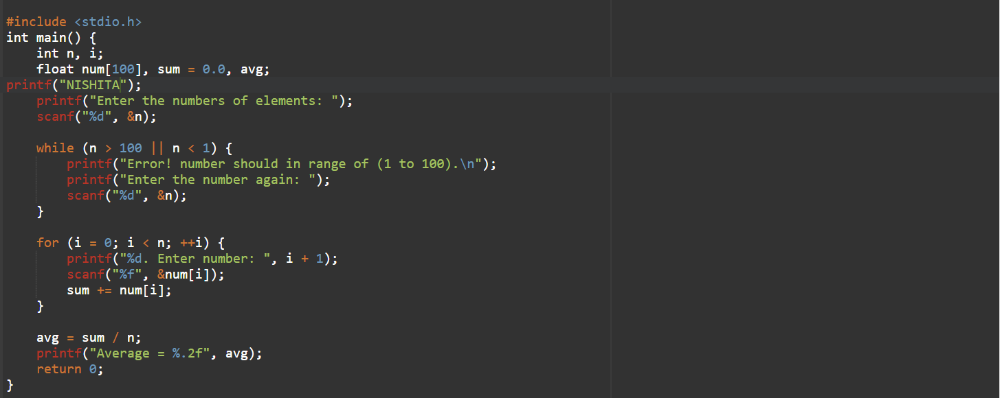 #include <stdio.h>
int main() {
    int n, i;
    float num[100], sum = 0.0, avg;
printf("NISHITA");
    printf("Enter the numbers of elements: ");
    scanf("%d", &n);

    while (n > 100 || n < 1) {
        printf("Error! number should in range of (1 to 100).\n");
        printf("Enter the number again: ");
        scanf("%d", &n);
    }

    for (i = 0; i < n; ++i) {
        printf("%d. Enter number: ", i + 1);
        scanf("%f", &num[i]);
        sum += num[i];
    }

    avg = sum / n;
    printf("Average = %.2f", avg);
    return 0;
}